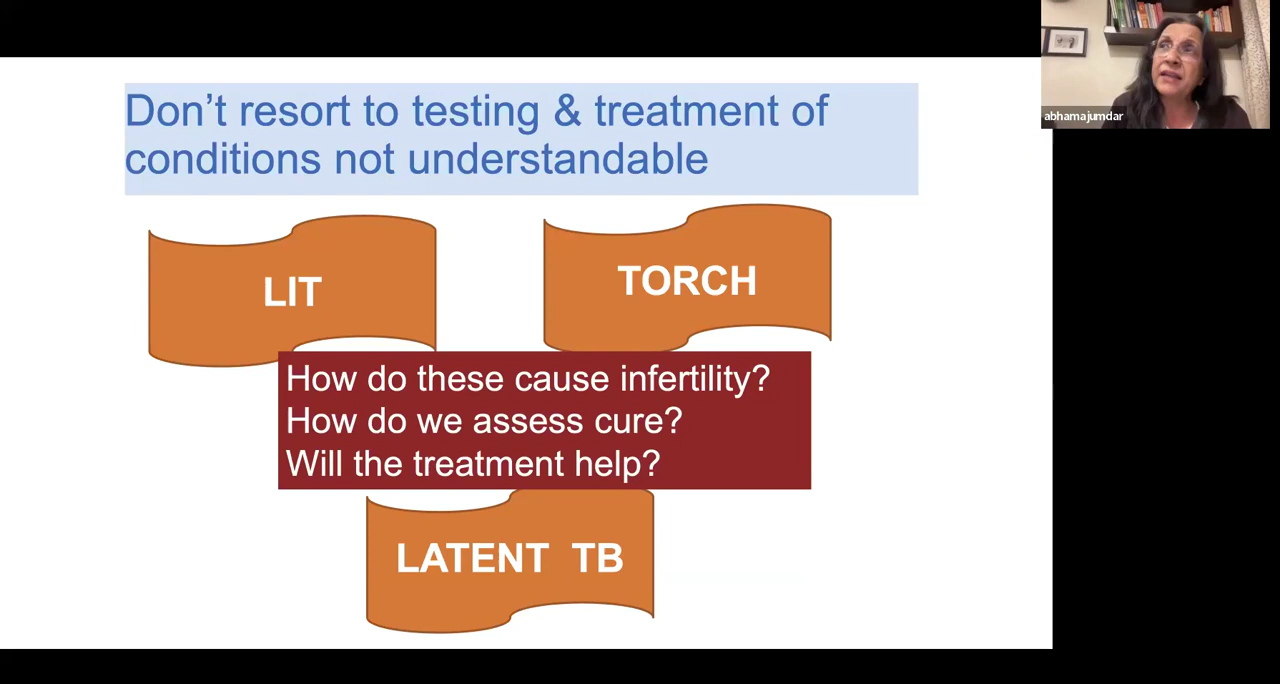 Don't resort to testing & treatment of
conditions not understandable
abhamajumdar
LIT
TORCH
How do these cause infertility?
How do we assess cure?
Will the treatment help?
LATENT TB